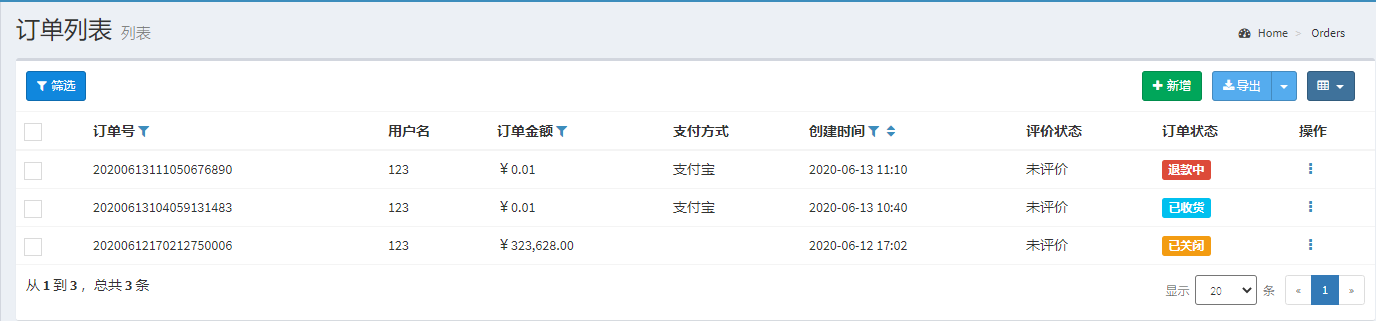 订单列表 列表
Home > Orders
筛选
新增 导出
订单号 用户名 订单金额 支付方式 创建时间 评价状态 订单状态 操作
20200613111050676890 123 ￥0.01 支付宝 2020-06-13 11:10 未评价 退款中
20200613104059131483 123 ￥0.01 支付宝 2020-06-13 10:40 未评价 已收货
20200612170212750006 123 ￥323,628.00 2020-06-12 17:02 未评价 已关闭
从 1 到 3 ，总共 3 条
显示 20 条 « 1 »